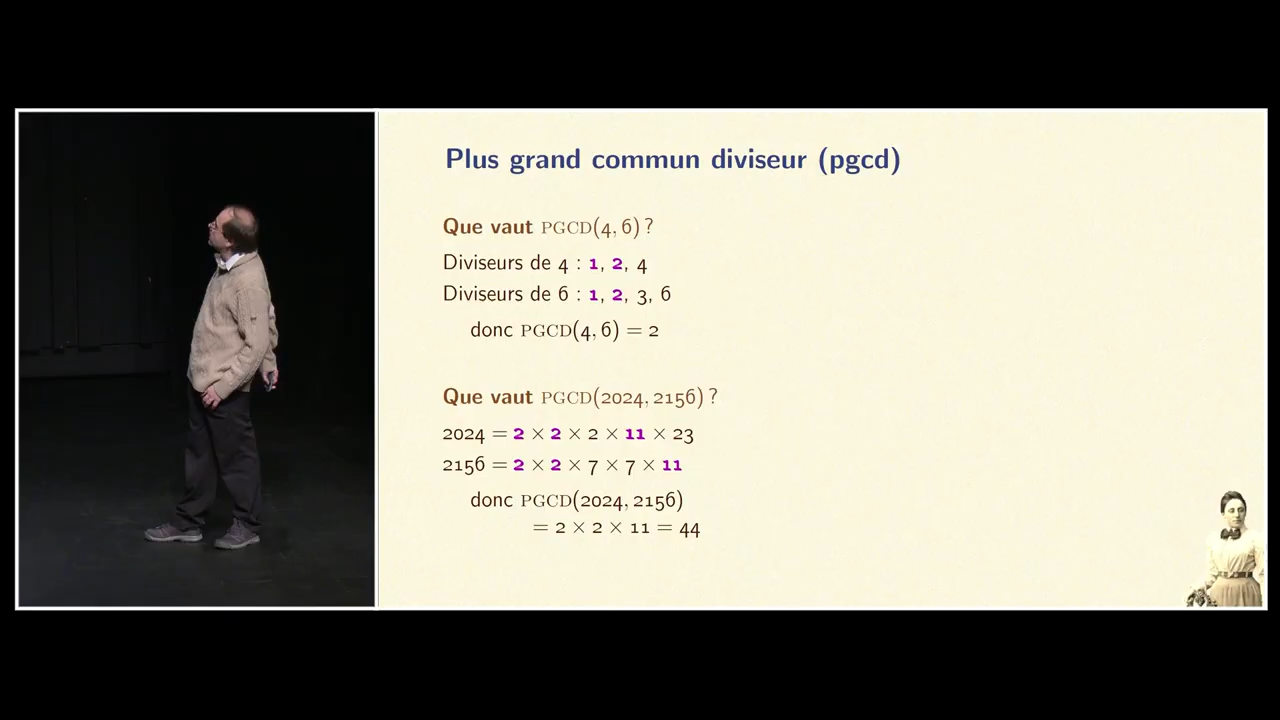 Plus grand commun diviseur (pgcd)
Que vaut PGCD(4, 6) ?
Diviseurs de 4 : 1, 2, 4
Diviseurs de 6 : 1, 2, 3, 6
donc PGCD(4, 6) = 2
Que vaut PGCD(2024, 2156) ?
2024 = 2 × 2 × 2 × 11 × 23
2156 = 2 × 2 × 7 × 7 × 11
donc PGCD(2024, 2156)
= 2 × 2 × 11 = 44